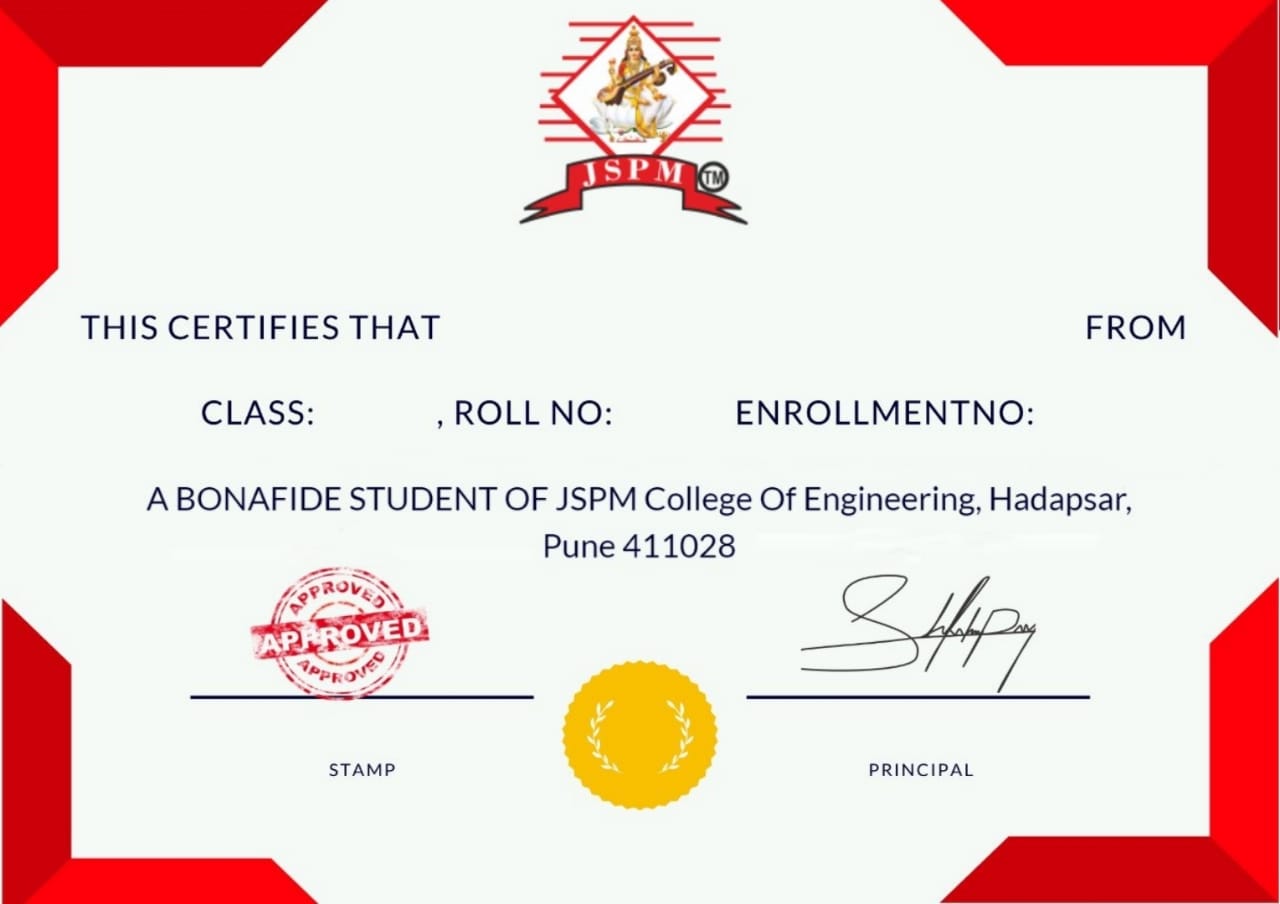 JSPM TM
THIS CERTIFIES THAT FROM
CLASS: , ROLL NO: ENROLLMENTNO:
A BONAFIDE STUDENT OF JSPM College Of Engineering, Hadapsar,
Pune 411028
APPROVED
APPROVED
APPROVED
STAMP PRINCIPAL